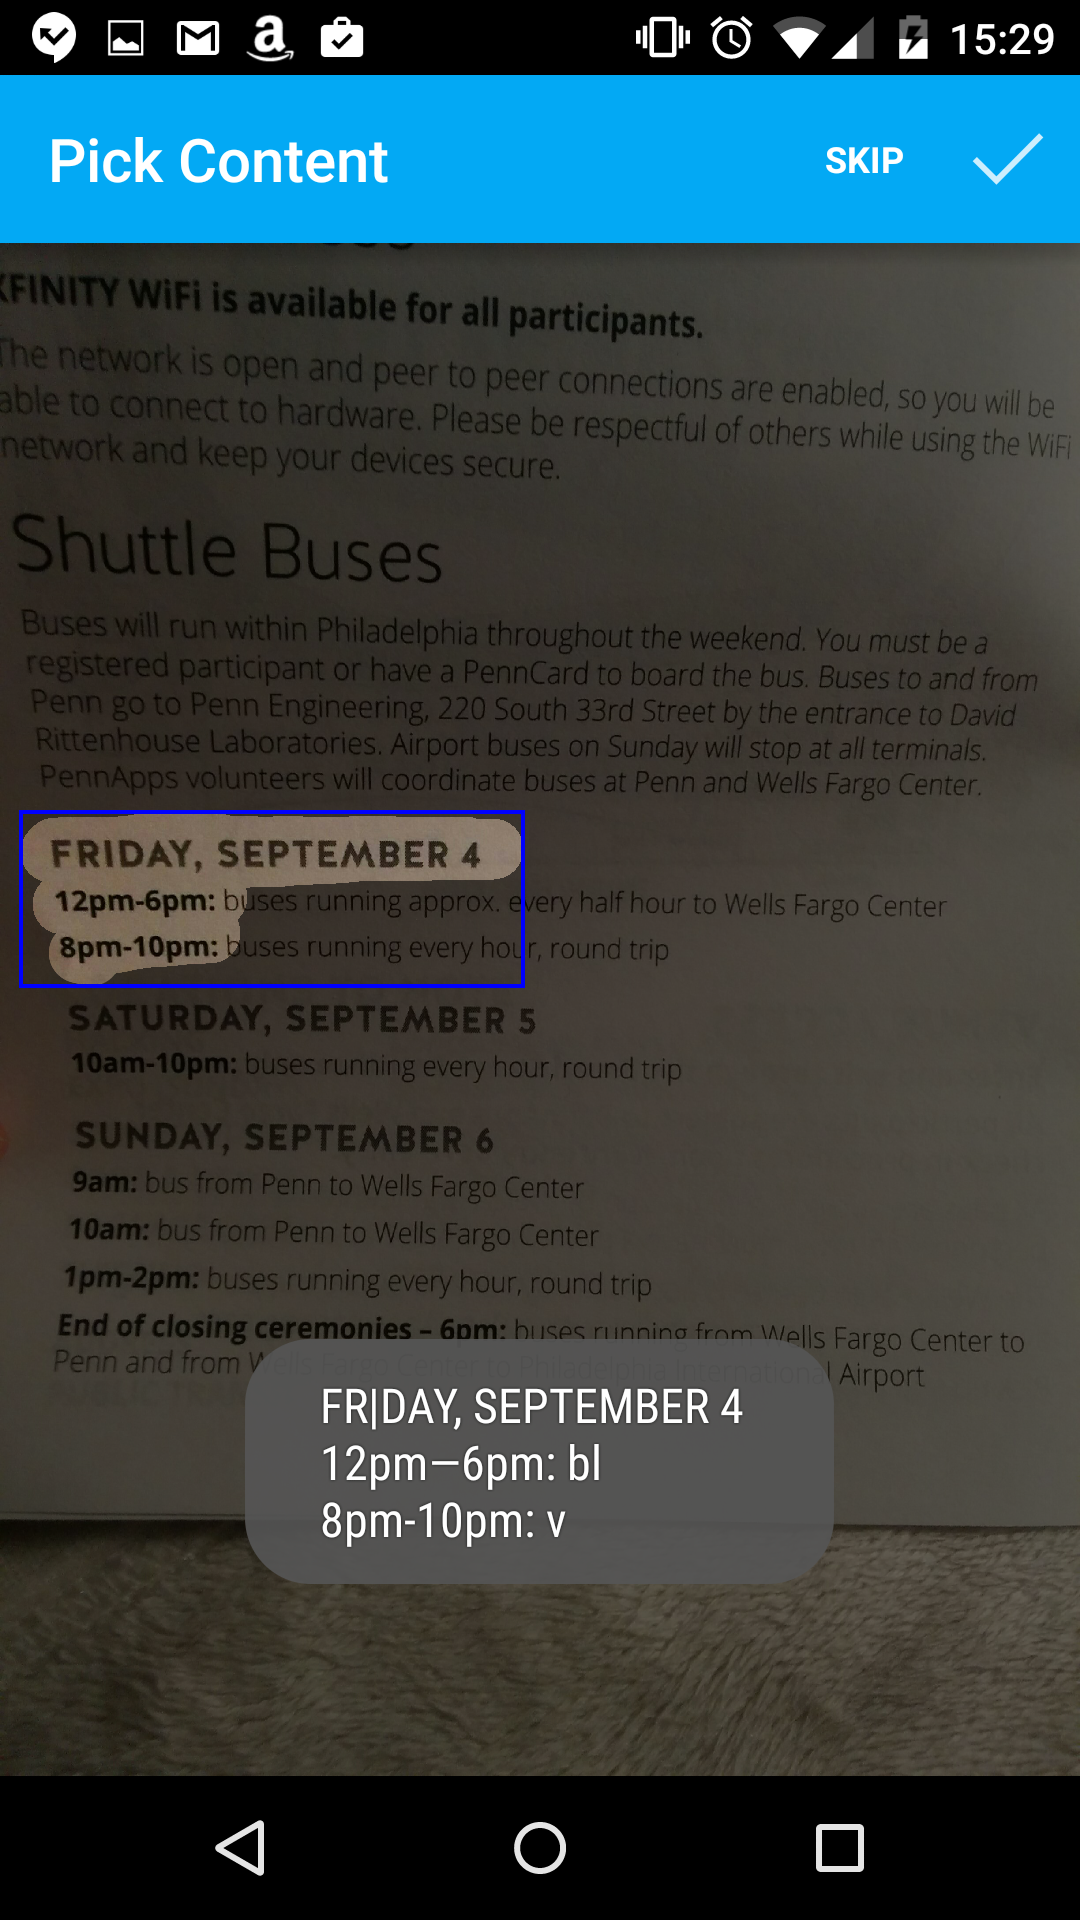 15:29
Pick Content SKIP
XFINITY WiFi is available for all participants.
The network is open and peer to peer connections are enabled, so you will be
able to connect to hardware. Please be respectful of others while using the WiFi
network and keep your devices secure.
Shuttle Buses
Buses will run within Philadelphia throughout the weekend. You must be a
registered participant or have a PennCard to board the bus. Buses to and from
Penn go to Penn Engineering, 220 South 33rd Street by the entrance to David
Rittenhouse Laboratories. Airport buses on Sunday will stop at all terminals.
PennApps volunteers will coordinate buses at Penn and Wells Fargo Center.
FRIDAY, SEPTEMBER 4
12pm-6pm: buses running approx. every half hour to Wells Fargo Center
8pm-10pm: buses running every hour, round trip
SATURDAY, SEPTEMBER 5
10am-10pm: buses running every hour, round trip
SUNDAY, SEPTEMBER 6
9am: bus from Penn to Wells Fargo Center
10am: bus from Penn to Wells Fargo Center
1pm-2pm: buses running every hour, round trip
End of closing ceremonies – 6pm: buses running from Wells Fargo Center to
Penn and from Wells Fargo Center to Philadelphia International Airport
FR|DAY, SEPTEMBER 4
12pm—6pm: bl
8pm-10pm: v